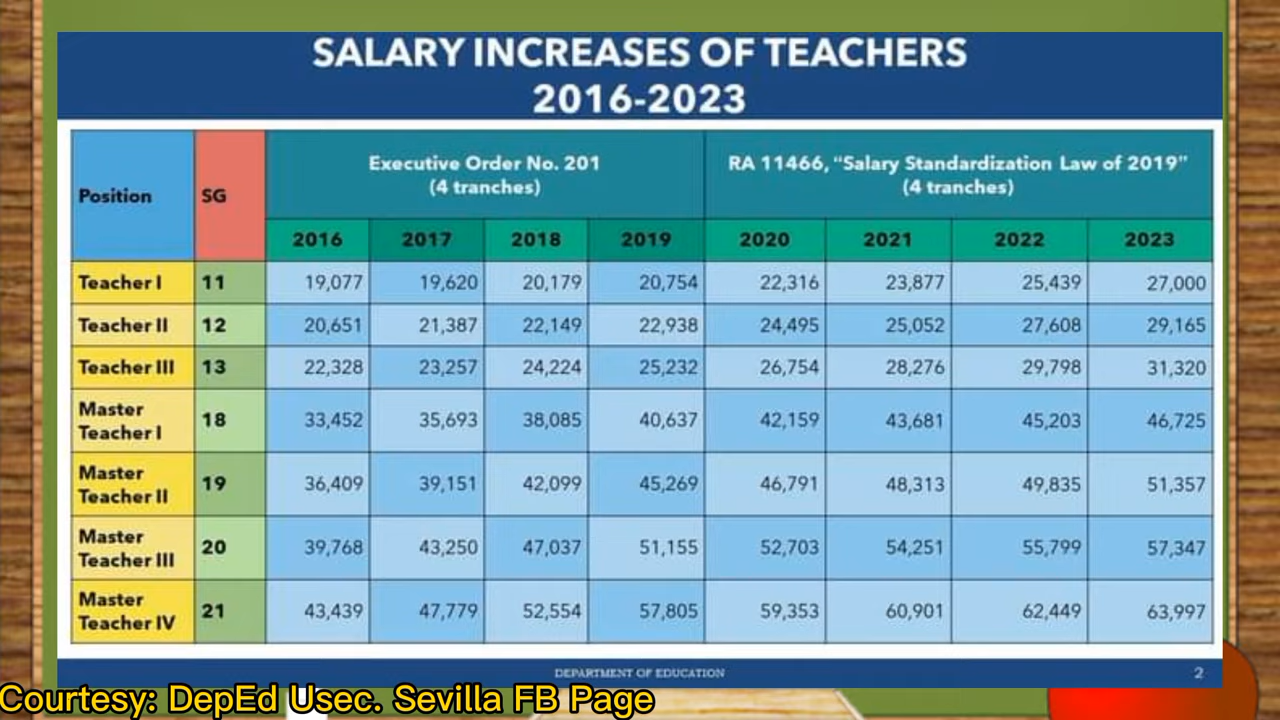 SALARY INCREASES OF TEACHERS
2016-2023
Position SG Executive Order No. 201 RA 11466, “Salary Standardization Law of 2019”
(4 tranches) (4 tranches)
2016 2017 2018 2019 2020 2021 2022 2023
Teacher I 11 19,077 19,620 20,179 20,754 22,316 23,877 25,439 27,000
Teacher II 12 20,651 21,387 22,149 22,938 24,495 25,052 27,608 29,165
Teacher III 13 22,328 23,257 24,224 25,232 26,754 28,276 29,798 31,320
Master
Teacher I 18 33,452 35,693 38,085 40,637 42,159 43,681 45,203 46,725
Master
Teacher II 19 36,409 39,151 42,099 45,269 46,791 48,313 49,835 51,357
Master
Teacher III 20 39,768 43,250 47,037 51,155 52,703 54,251 55,799 57,347
Master
Teacher IV 21 43,439 47,779 52,554 57,805 59,353 60,901 62,449 63,997
DEPARTMENT OF EDUCATION 2
Courtesy: DepEd Usec. Sevilla FB Page